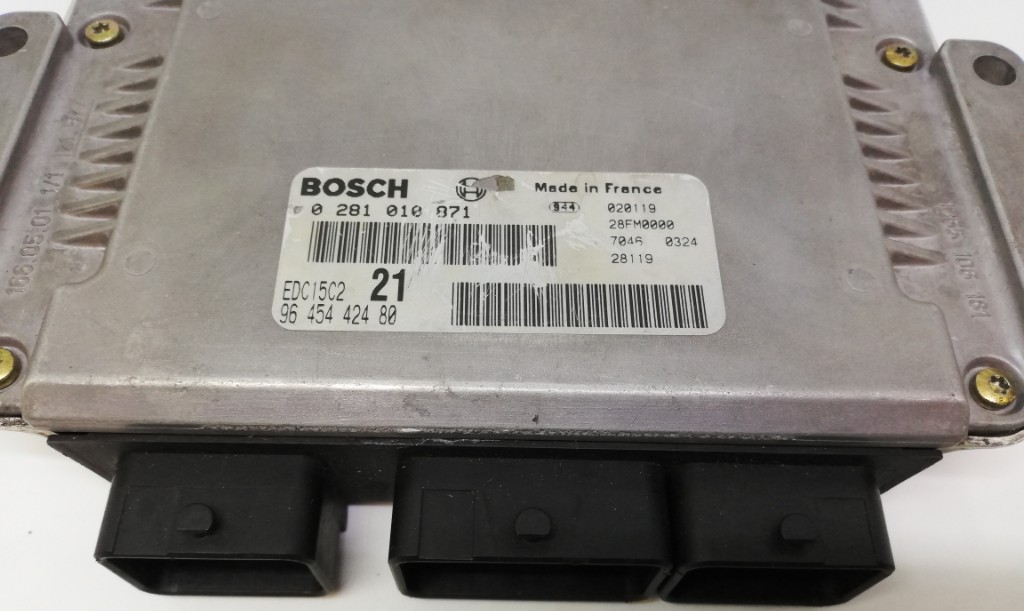 BOSCH
Made in France
0 281 010 871
944 020119
28FM0000
7046 0324
28119
EDC15C2 21
96 454 424 80